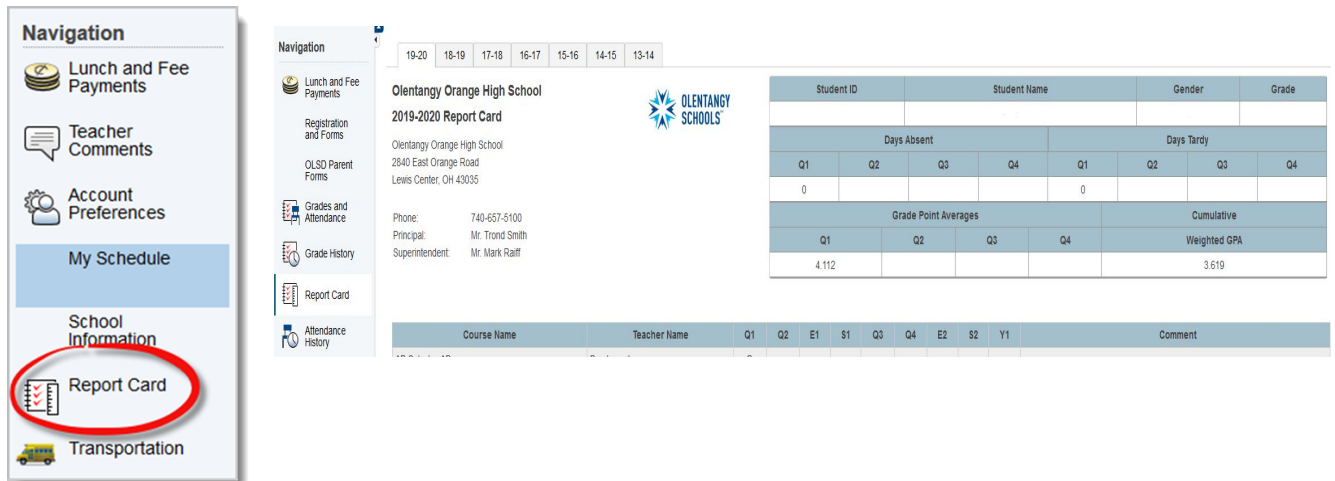 Navigation
Lunch and Fee
Payments
Teacher
Comments
Account
Preferences
My Schedule
School
Information
Report Card
Transportation
Navigation
Lunch and Fee
Payments
Registration
and Forms
OLSD Parent
Forms
Grades and
Attendance
Grade History
Report Card
Attendance
History
19-20 18-19 17-18 16-17 15-16 14-15 13-14
Olentangy Orange High School
2019-2020 Report Card
Olentangy Orange High School
2840 East Orange Road
Lewis Center, OH 43035
Phone: 740-657-5100
Principal: Mr. Trond Smith
Superintendent: Mr. Mark Raiff
OLENTANGY
SCHOOLS
Student ID Student Name Gender Grade
Days Absent Days Tardy
Q1 Q2 Q3 Q4 Q1 Q2 Q3 Q4
0 0
Grade Point Averages Cumulative
Q1 Q2 Q3 Q4 Weighted GPA
4.112 3.619
Course Name Teacher Name Q1 Q2 E1 S1 Q3 Q4 E2 S2 Y1 Comment